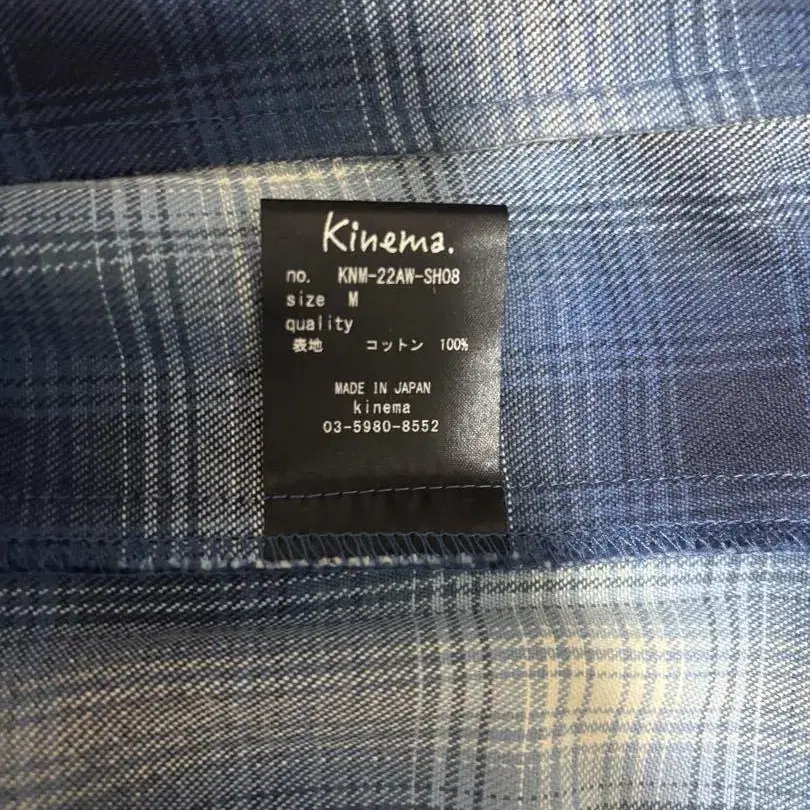 Kinema.
no. KNM-22AW-SH08
size M
quality
表地 コットン 100%
MADE IN JAPAN
kinema
03-5980-8552